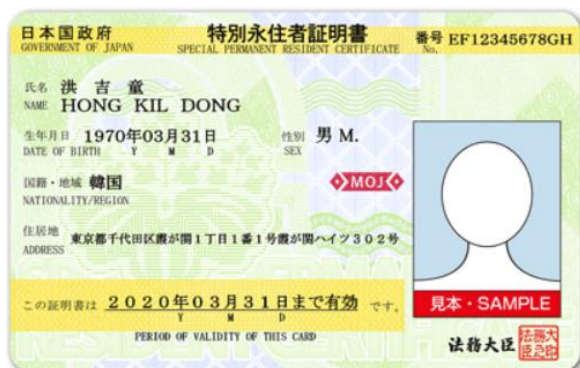 日本国政府 特別永住者証明書 番号 EF12345678GH
GOVERNMENT OF JAPAN SPECIAL PERMANENT RESIDENT CERTIFICATE No.
氏名 洪 吉 童
NAME HONG KIL DONG
生年月日 1970年03月31日 性別 男 M.
DATE OF BIRTH Y M D SEX
国籍・地域 韓国
NATIONALITY/REGION
MOJ
住居地 東京都千代田区霞が関1丁目1番1号霞が関ハイツ302号
ADDRESS
この証明書は 2020年03月31日まで有効 です。
Y M D
PERIOD OF VALIDITY OF THIS CARD
見本・SAMPLE
法務大臣